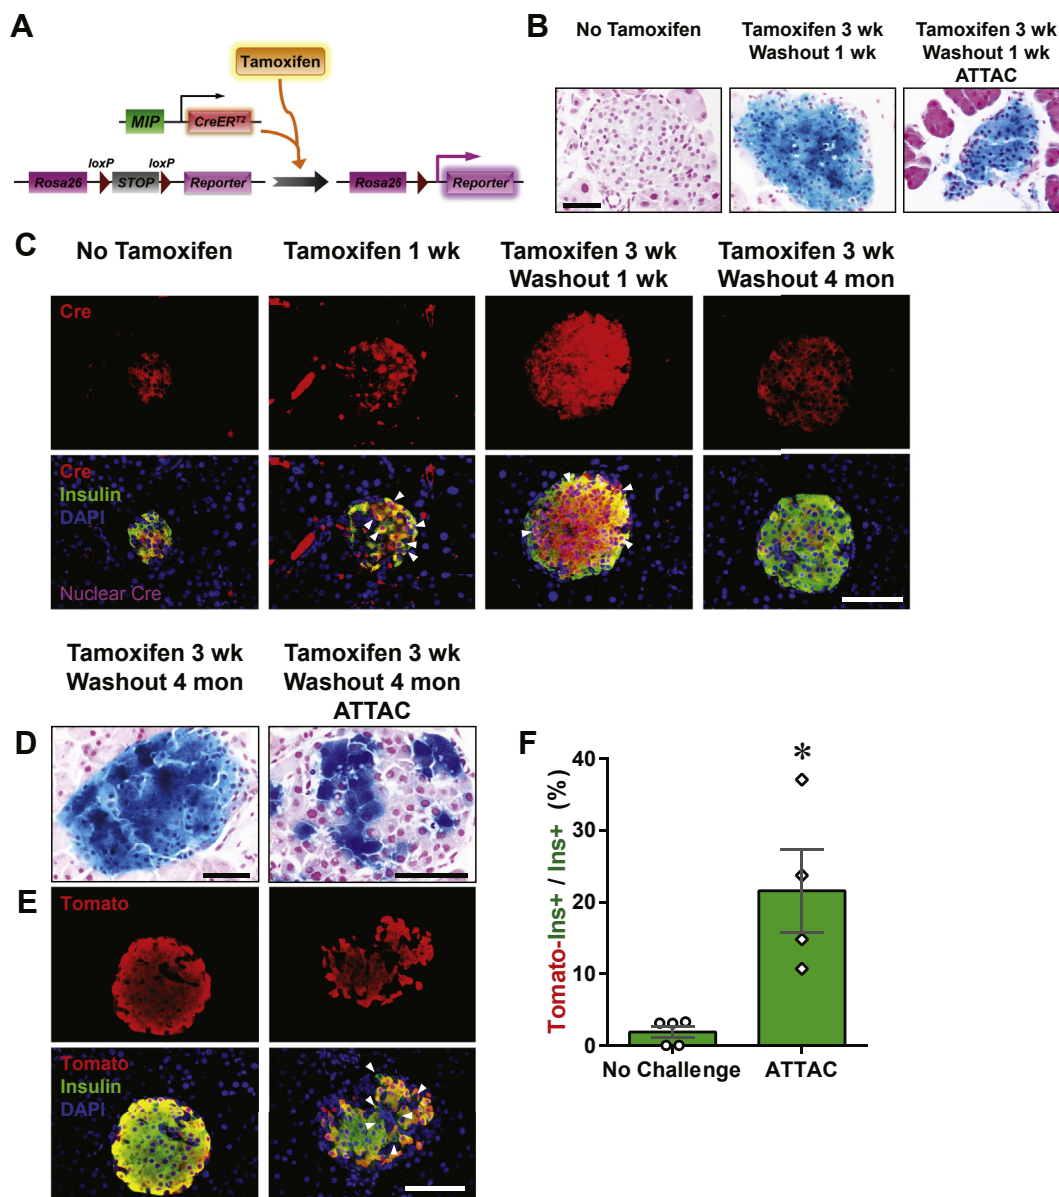 A
Tamoxifen
MIP
CreERT2
loxP
loxP
Rosa26
STOP
Reporter
Rosa26
Reporter
B
No Tamoxifen
Tamoxifen 3 wk
Washout 1 wk
Tamoxifen 3 wk
Washout 1 wk
ATTAC
C
No Tamoxifen
Tamoxifen 1 wk
Tamoxifen 3 wk
Washout 1 wk
Tamoxifen 3 wk
Washout 4 mon
Cre
Cre
Insulin
DAPI
Nuclear Cre
Tamoxifen 3 wk
Washout 4 mon
Tamoxifen 3 wk
Washout 4 mon
ATTAC
D
E
Tomato
Tomato
Insulin
DAPI
F
Tomato-Ins+ / Ins+ (%)
40
30
20
10
0
*
No Challenge
ATTAC